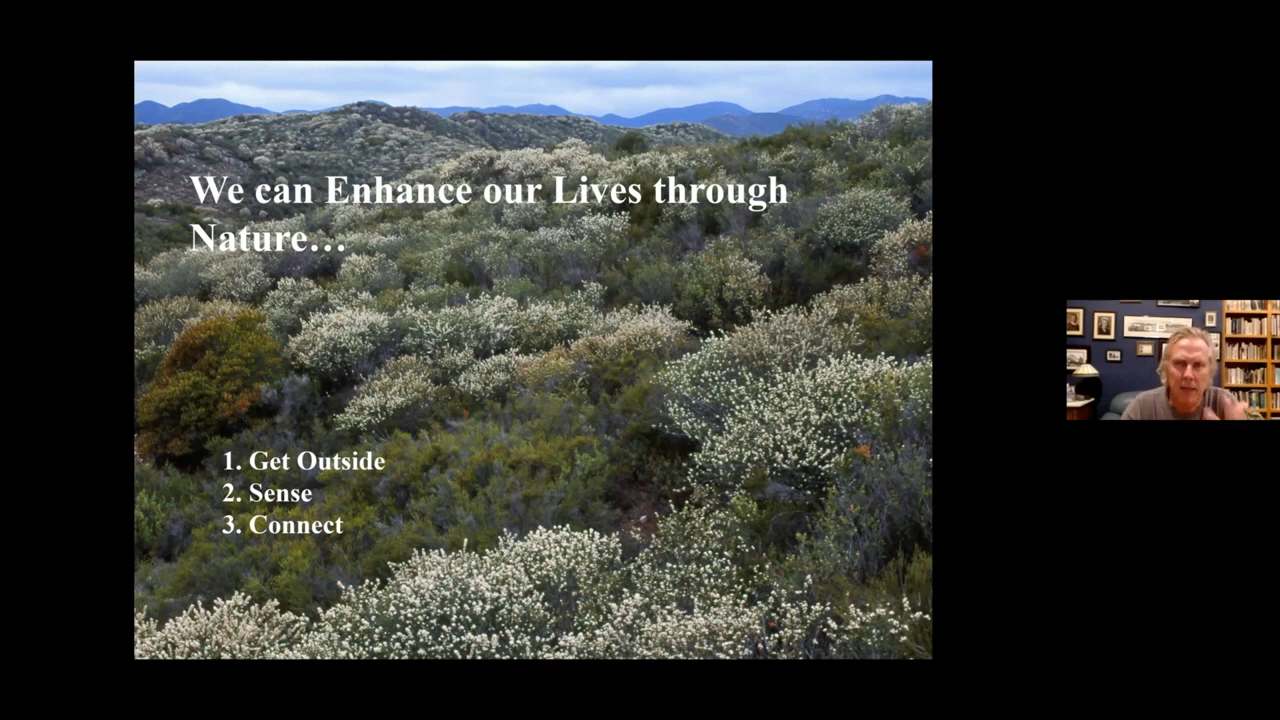 We can Enhance our Lives through
Nature…
1. Get Outside
2. Sense
3. Connect